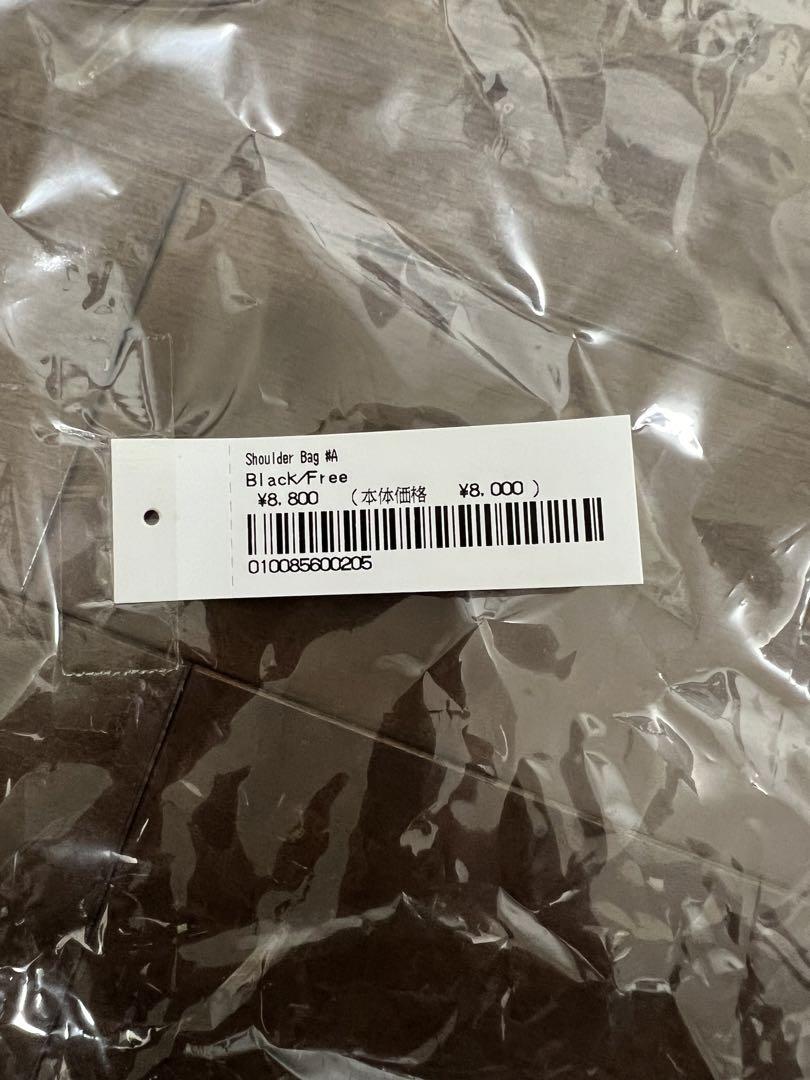 Shoulder Bag #A
Black/Free
¥8,800 (本体価格 ¥8,000)
010085600205